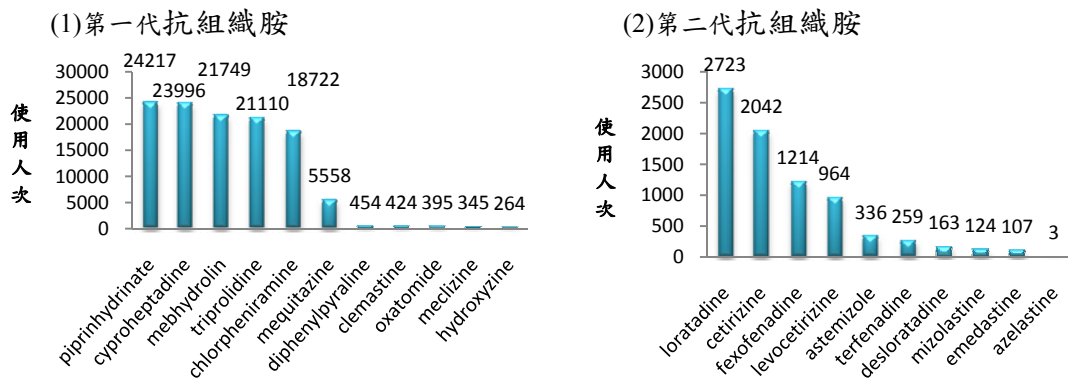 (1)第一代抗組織胺
24217
23996
21749
21110
18722
5558
454
424
395
345
264
30000
25000
20000
15000
10000
5000
0
使用人次
piprinhydrinate
cyproheptadine
mebhydrolin
triprolidine
chlorpheniramine
mequitazine
diphenylpyraline
clemastine
oxatomide
meclizine
hydroxyzine
(2)第二代抗組織胺
2723
2042
1214
964
336
259
163
124
107
3
3000
2500
2000
1500
1000
500
0
使用人次
loratadine
cetirizine
fexofenadine
levocetirizine
astemizole
terfenadine
desloratadine
mizolastine
emedastine
azelastine